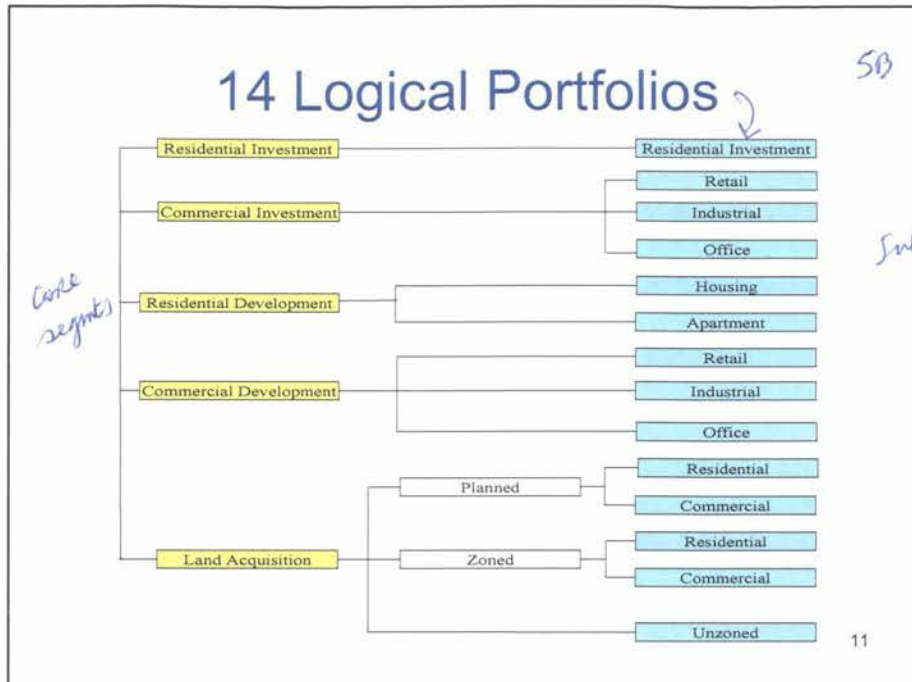 14 Logical Portfolios
5B
Residential Investment
Residential Investment
Commercial Investment
Retail
Industrial
Office
core
segmts
Residential Development
Housing
Apartment
Commercial Development
Retail
Industrial
Office
Land Acquisition
Planned
Residential
Commercial
Zoned
Residential
Commercial
Unzoned
11